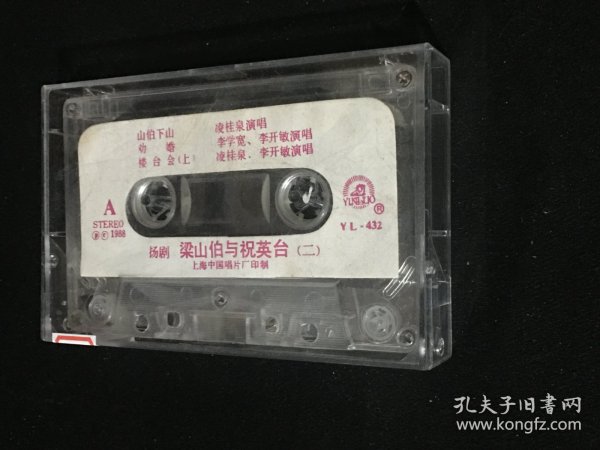 山伯下山 凌桂泉演唱
劝婚 李学宽、李开敏演唱
楼台会(上) 凌桂泉．李开敏演唱
A
STEREO
Ⓟ Ⓒ 1988
®
YL-432
扬剧 梁山伯与祝英台(二)
上海中国唱片厂印制
孔夫子旧书网
www.kongfz.com